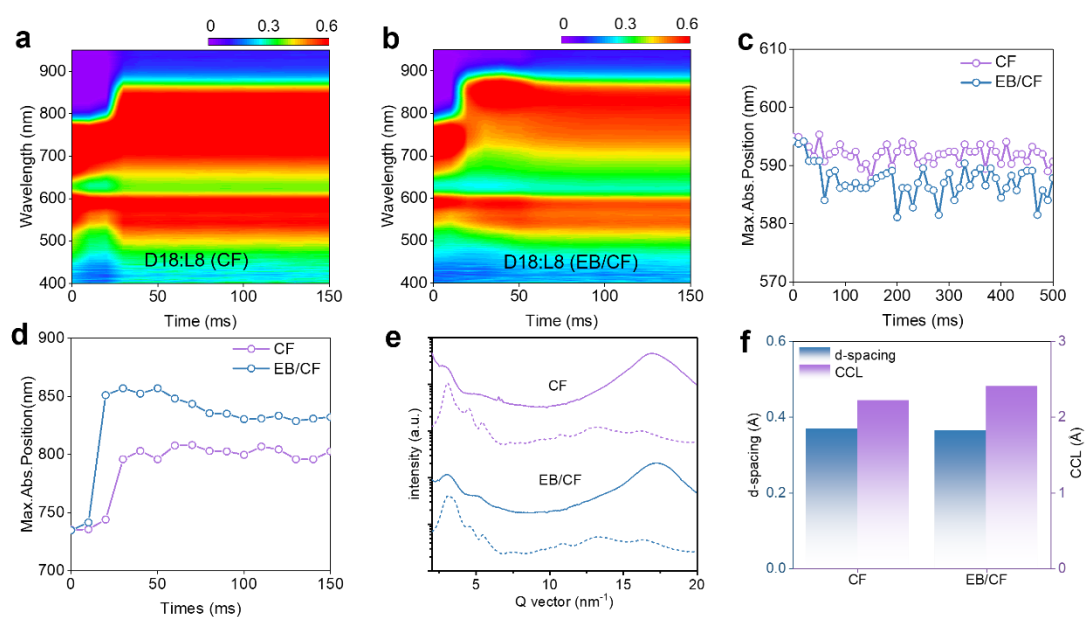 a
0 0.3 0.6
Wavelength (nm)
900
800
700
600
500
400
D18:L8 (CF)
0 50 100 150
Time (ms)
b
0 0.3 0.6
Wavelength (nm)
900
800
700
600
500
400
D18:L8 (EB/CF)
0 50 100 150
Time (ms)
c
Max.Abs.Position (nm)
610
600
590
580
570
CF
EB/CF
0 100 200 300 400 500
Times (ms)
d
Max.Abs.Position(nm)
900
850
800
750
700
CF
EB/CF
0 50 100 150
Times (ms)
e
intensity (a.u.)
CF
EB/CF
5 10 15 20
Q vector (nm⁻¹)
f
d-spacing (Å)
0.6
0.4
0.2
0.0
d-spacing
CCL
3
2
1
0
CCL (Å)
CF EB/CF